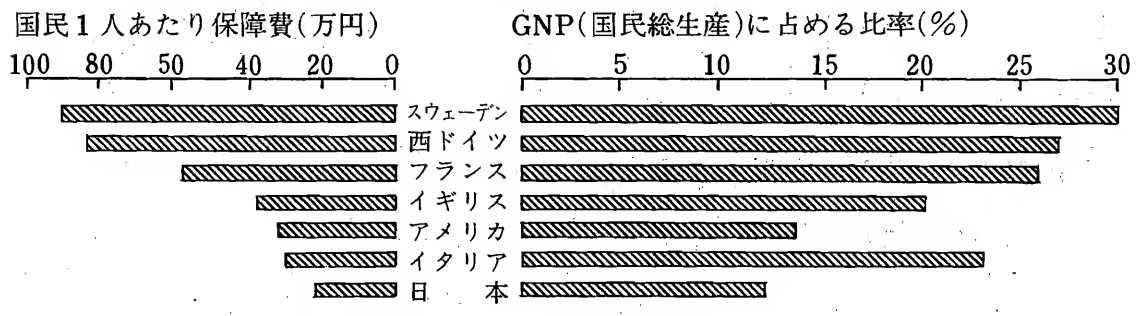 国民1人あたり保障費(万円) GNP(国民総生産)に占める比率(%)
100 80 50 40 20 0 0 5 10 15 20 25 30
スウェーデン
西ドイツ
フランス
イギリス
アメリカ
イタリア
日本